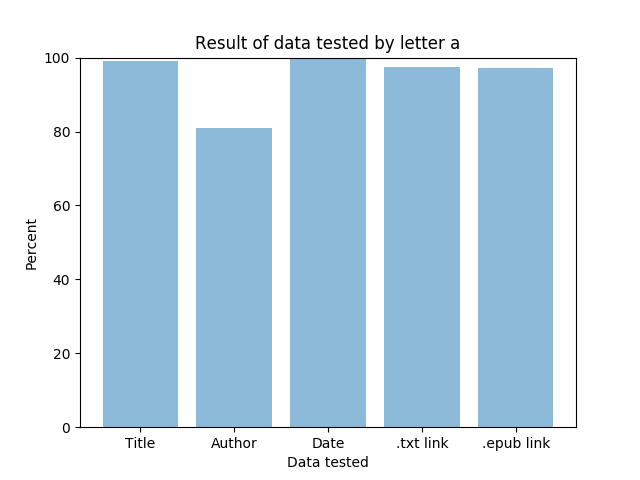 Result of data tested by letter a
100
80
60
40
20
0
Percent
Title Author Date .txt link .epub link
Data tested